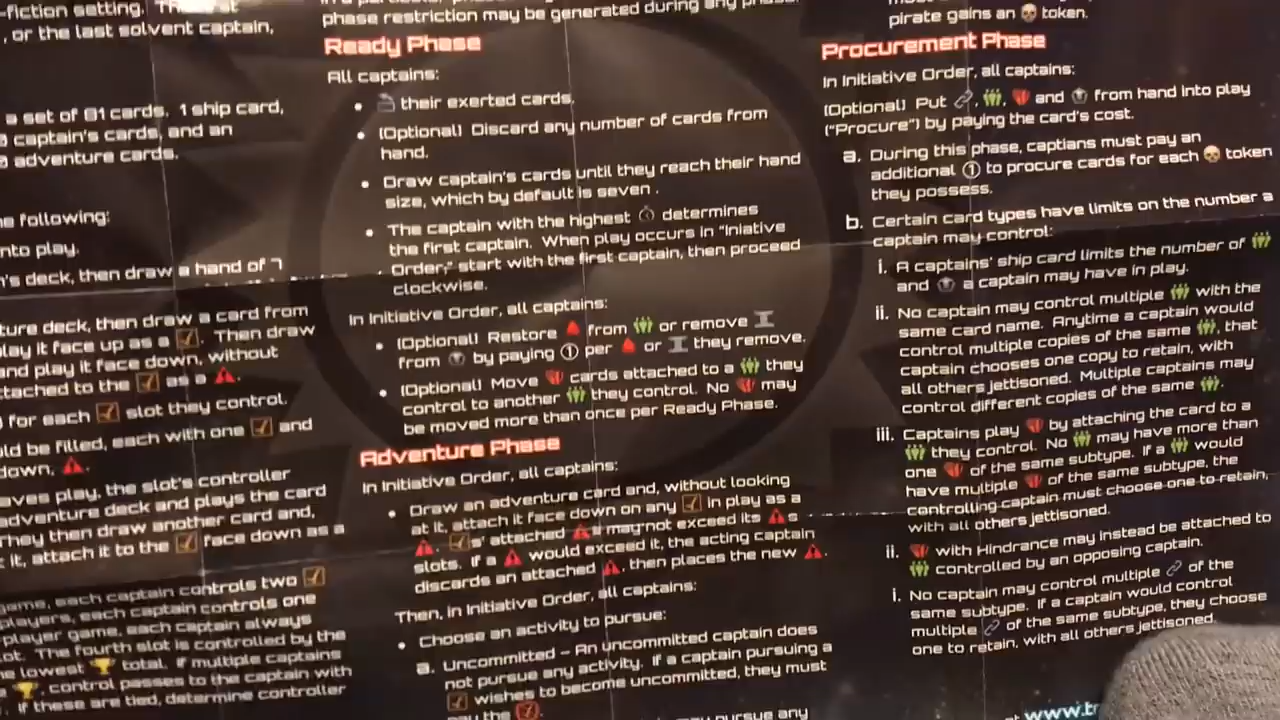 -fiction setting.
, or the last solvent captain,
a set of 81 cards, 1 ship card,
captain's cards, and an
adventure cards.
following:
nto play.
n's deck, then draw a hand of 7
ture deck, then draw a card from
play it face up as a . Then draw
and play it face down, without
ttached to the as a .
for each slot they control.
ld be filled, each with one and
down, .
aves play, the slot's controller
adventure deck and plays the card
They then draw another card and,
it, attach it to the face down as a
game, each captain controls two
players, each captain controls one
player game, each captain always
lot. The fourth slot is controlled by the
lowest total. If multiple captains
, control passes to the captain with
If these are tied, determine controller
phase restriction may be generated during any
Ready Phase
All captains:
• their exerted cards.
• (Optional) Discard any number of cards from
hand.
• Draw captain's cards until they reach their hand
size, which by default is seven .
• The captain with the highest determines
the first captain. When play occurs in "Iniative
Order," start with the first captain, then proceed
clockwise.
In Initiative Order, all captains:
• (Optional) Restore from or remove
from by paying 1 per or they remove.
• (Optional) Move cards attached to a they
control to another they control. No may
be moved more than once per Ready Phase.
Adventure Phase
In Initiative Order, all captains:
• Draw an adventure card and, without looking
at it, attach it face down on any in play as a
. s' attached may not exceed its s
slots. If a would exceed it, the acting captain
discards an attached , then places the new .
Then, in Initiative Order, all captains:
• Choose an activity to pursue:
a. Uncommitted – An uncommitted captain does
not pursue any activity. If a captain pursuing a
wishes to become uncommitted, they must
pay the .
may pursue any
pirate gains an token.
Procurement Phase
In Initiative Order, all captains:
(Optional) Put , , and from hand into play
("Procure") by paying the card's cost.
a. During this phase, captians must pay an
additional 1 to procure cards for each token
they possess.
b. Certain card types have limits on the number a
captain may control:
i. A captains' ship card limits the number of
and a captain may have in play.
ii. No captain may control multiple with the
same card name. Anytime a captain would
control multiple copies of the same , that
captain chooses one copy to retain, with
all others jettisoned. Multiple captains may
control different copies of the same .
iii. Captains play by attaching the card to a
they control. No may have more than
one of the same subtype. If a would
have multiple of the same subtype, the
controlling captain must choose one to retain,
with all others jettisoned.
ii. with Hindrance may instead be attached to
controlled by an opposing captain.
i. No captain may control multiple of the
same subtype. If a captain would control
multiple of the same subtype, they choose
one to retain, with all others jettisoned.
at www.tr